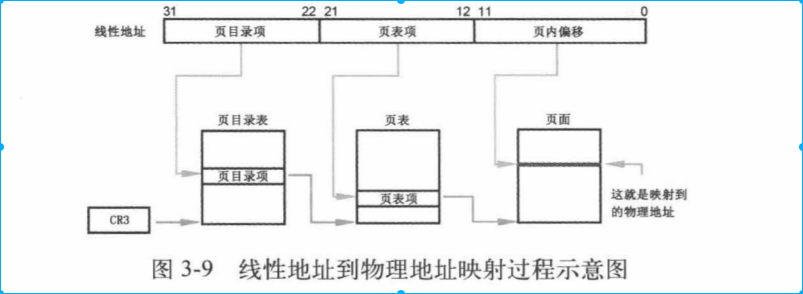 31 22 21 12 11 0
线性地址 页目录项 页表项 页内偏移
页目录表 页表 页面
页目录项
页表项
这就是映射到
的物理地址
CR3
图 3-9 线性地址到物理地址映射过程示意图